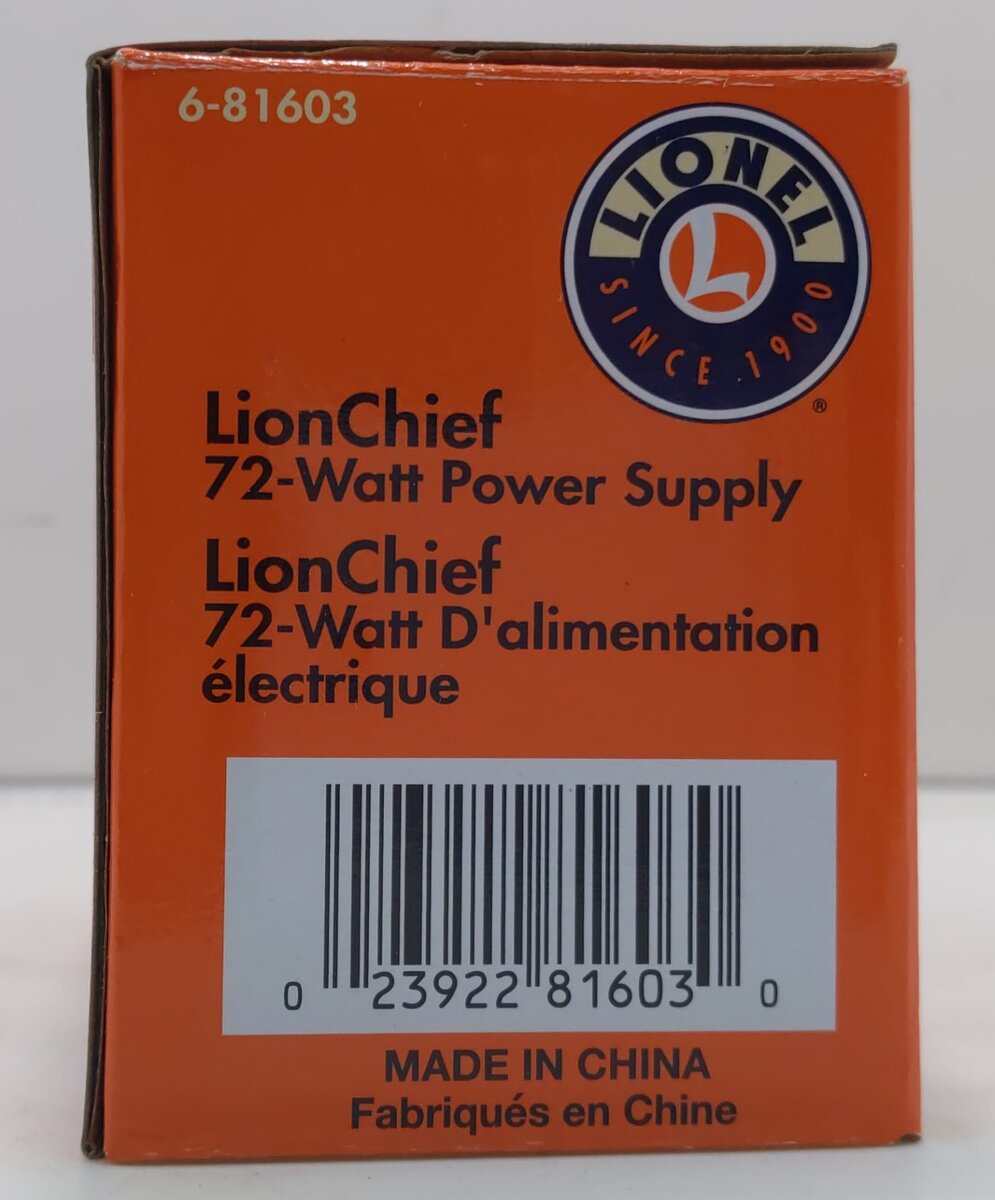 6-81603
LIONEL
L
SINCE 1900
®
LionChief
72-Watt Power Supply
LionChief
72-Watt D'alimentation
électrique
0 23922 81603 0
MADE IN CHINA
Fabriqués en Chine